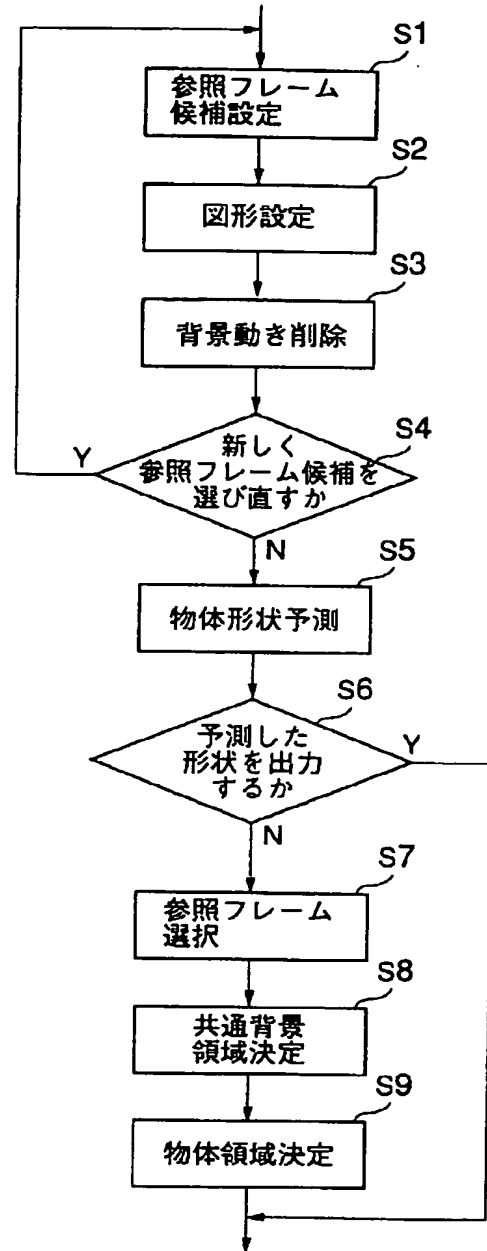 S1
参照フレーム
候補設定
S2
図形設定
S3
背景動き削除
S4
新しく
参照フレーム候補を
選び直すか
Y
N
S5
物体形状予測
S6
予測した
形状を出力
するか
Y
N
S7
参照フレーム
選択
S8
共通背景
領域決定
S9
物体領域決定